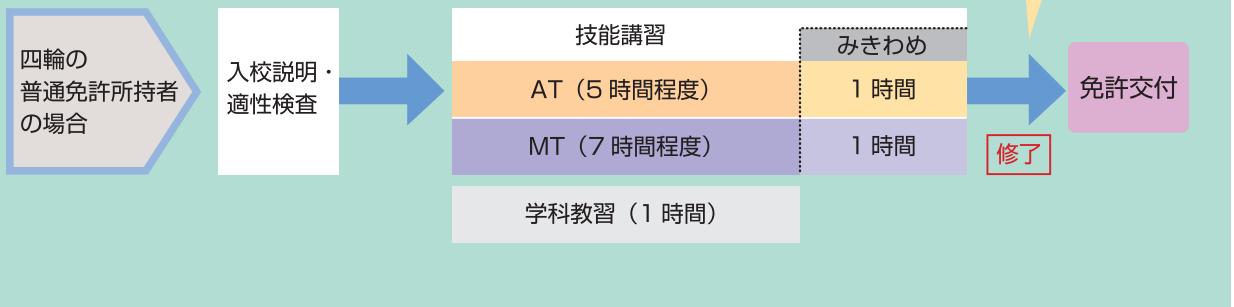 四輪の
普通免許所持者
の場合
入校説明・
適性検査
技能講習
みきわめ
AT（5 時間程度）
1 時間
MT（7 時間程度）
1 時間
学科教習（1 時間）
修了
免許交付